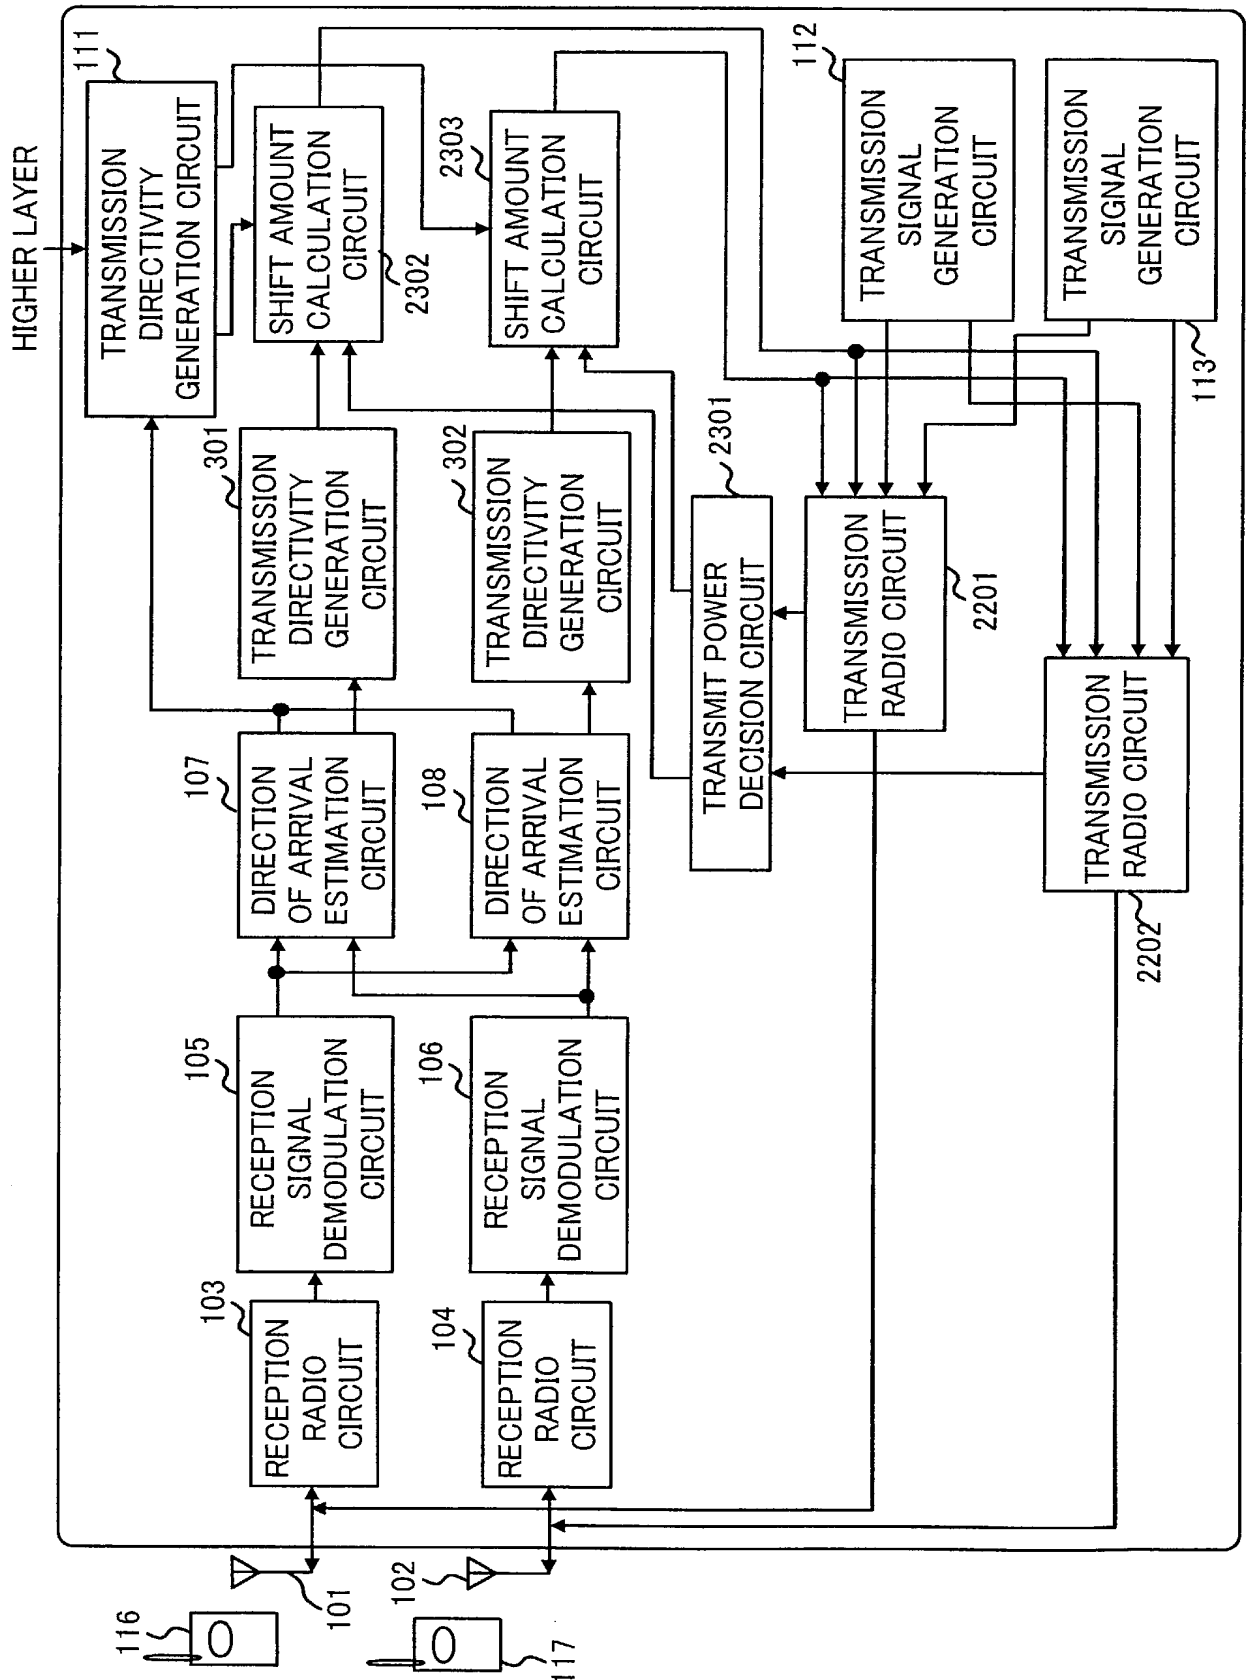 HIGHER LAYER
111
TRANSMISSION
DIRECTIVITY
GENERATION CIRCUIT
116
101
103
RECEPTION
RADIO
CIRCUIT
105
RECEPTION
SIGNAL
DEMODULATION
CIRCUIT
107
DIRECTION
OF ARRIVAL
ESTIMATION
CIRCUIT
301
TRANSMISSION
DIRECTIVITY
GENERATION
CIRCUIT
SHIFT AMOUNT
CALCULATION
CIRCUIT
2302
117
102
104
RECEPTION
RADIO
CIRCUIT
106
RECEPTION
SIGNAL
DEMODULATION
CIRCUIT
108
DIRECTION
OF ARRIVAL
ESTIMATION
CIRCUIT
302
TRANSMISSION
DIRECTIVITY
GENERATION
CIRCUIT
2303
SHIFT AMOUNT
CALCULATION
CIRCUIT
2301
TRANSMIT POWER
DECISION CIRCUIT
TRANSMISSION
RADIO CIRCUIT
2201
112
TRANSMISSION
SIGNAL
GENERATION
CIRCUIT
TRANSMISSION
RADIO CIRCUIT
2202
TRANSMISSION
SIGNAL
GENERATION
CIRCUIT
113